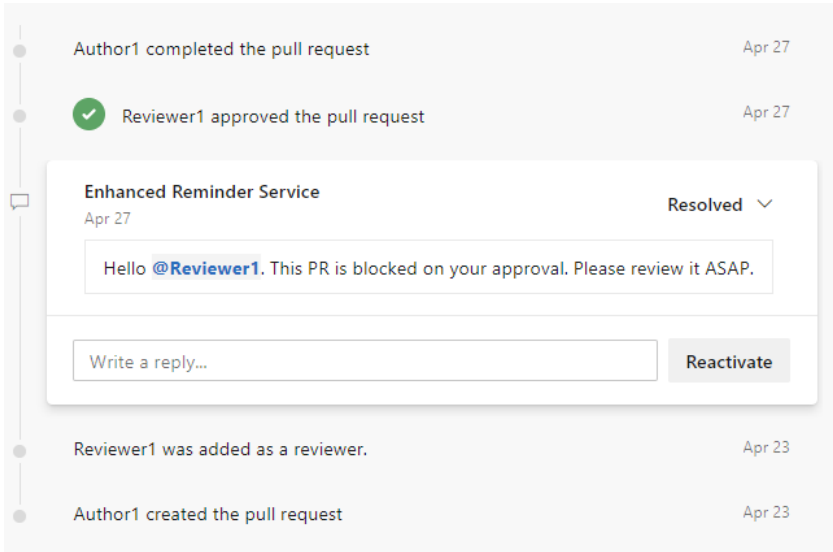 Author1 completed the pull request Apr 27
Reviewer1 approved the pull request Apr 27
Enhanced Reminder Service
Apr 27
Resolved
Hello @Reviewer1. This PR is blocked on your approval. Please review it ASAP.
Write a reply...
Reactivate
Reviewer1 was added as a reviewer. Apr 23
Author1 created the pull request Apr 23